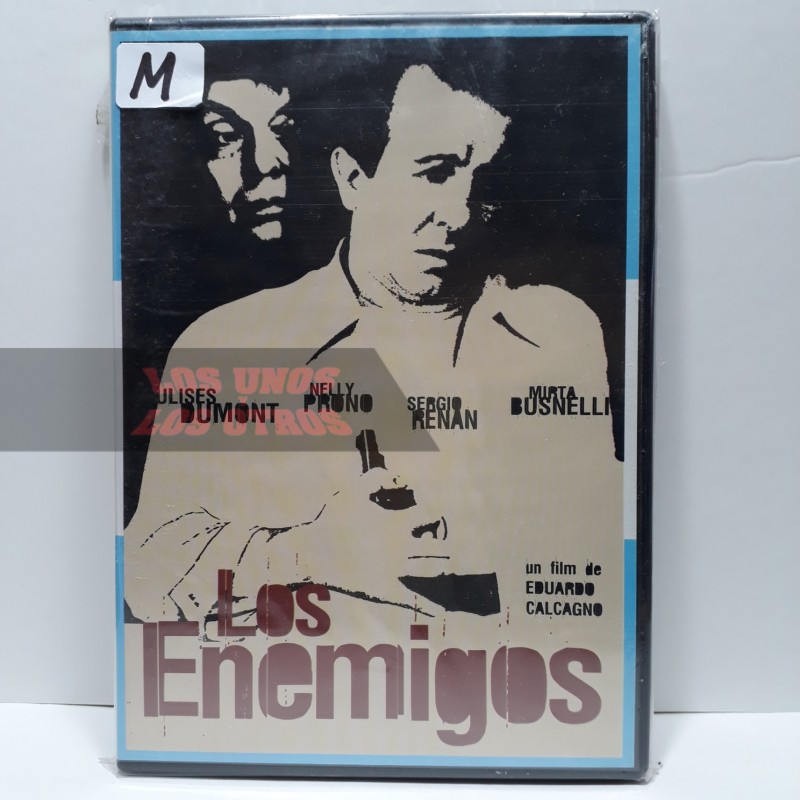 M
LOS UNOS
LOS OTROS
ULISES
DUMONT
NELLY
PRONO
SERGIO
RENAN
MIRTA
BUSNELLI
un film de
EDUARDO
CALCAGNO
Los
Enemigos